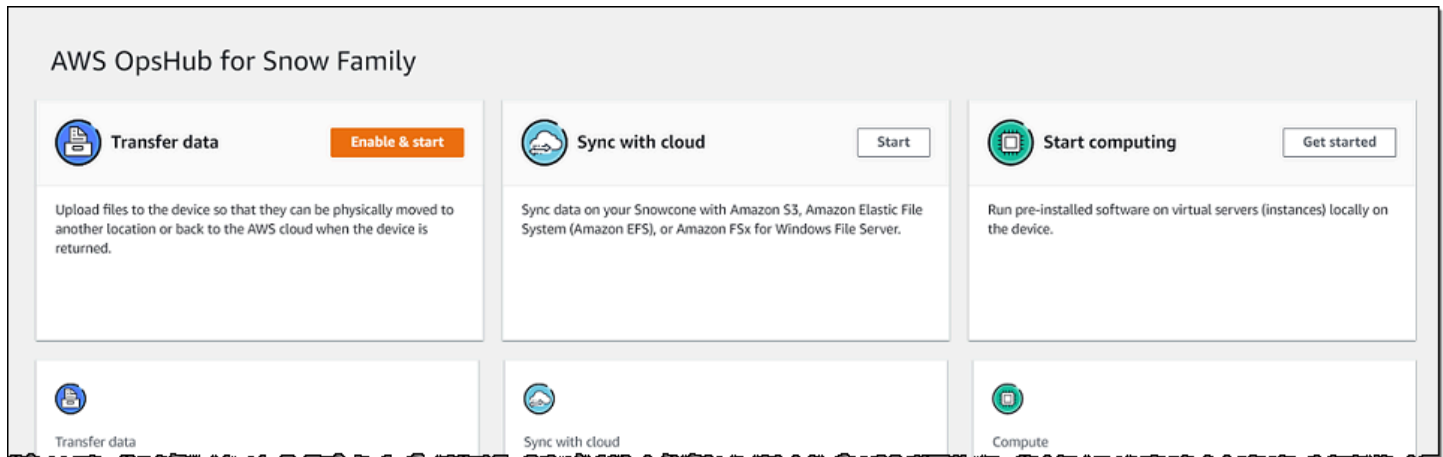 AWS OpsHub for Snow Family
Transfer data
Enable & start
Upload files to the device so that they can be physically moved to
another location or back to the AWS cloud when the device is
returned.
Sync with cloud
Start
Sync data on your Snowcone with Amazon S3, Amazon Elastic File
System (Amazon EFS), or Amazon FSx for Windows File Server.
Start computing
Get started
Run pre-installed software on virtual servers (instances) locally on
the device.
Transfer data
Sync with cloud
Compute